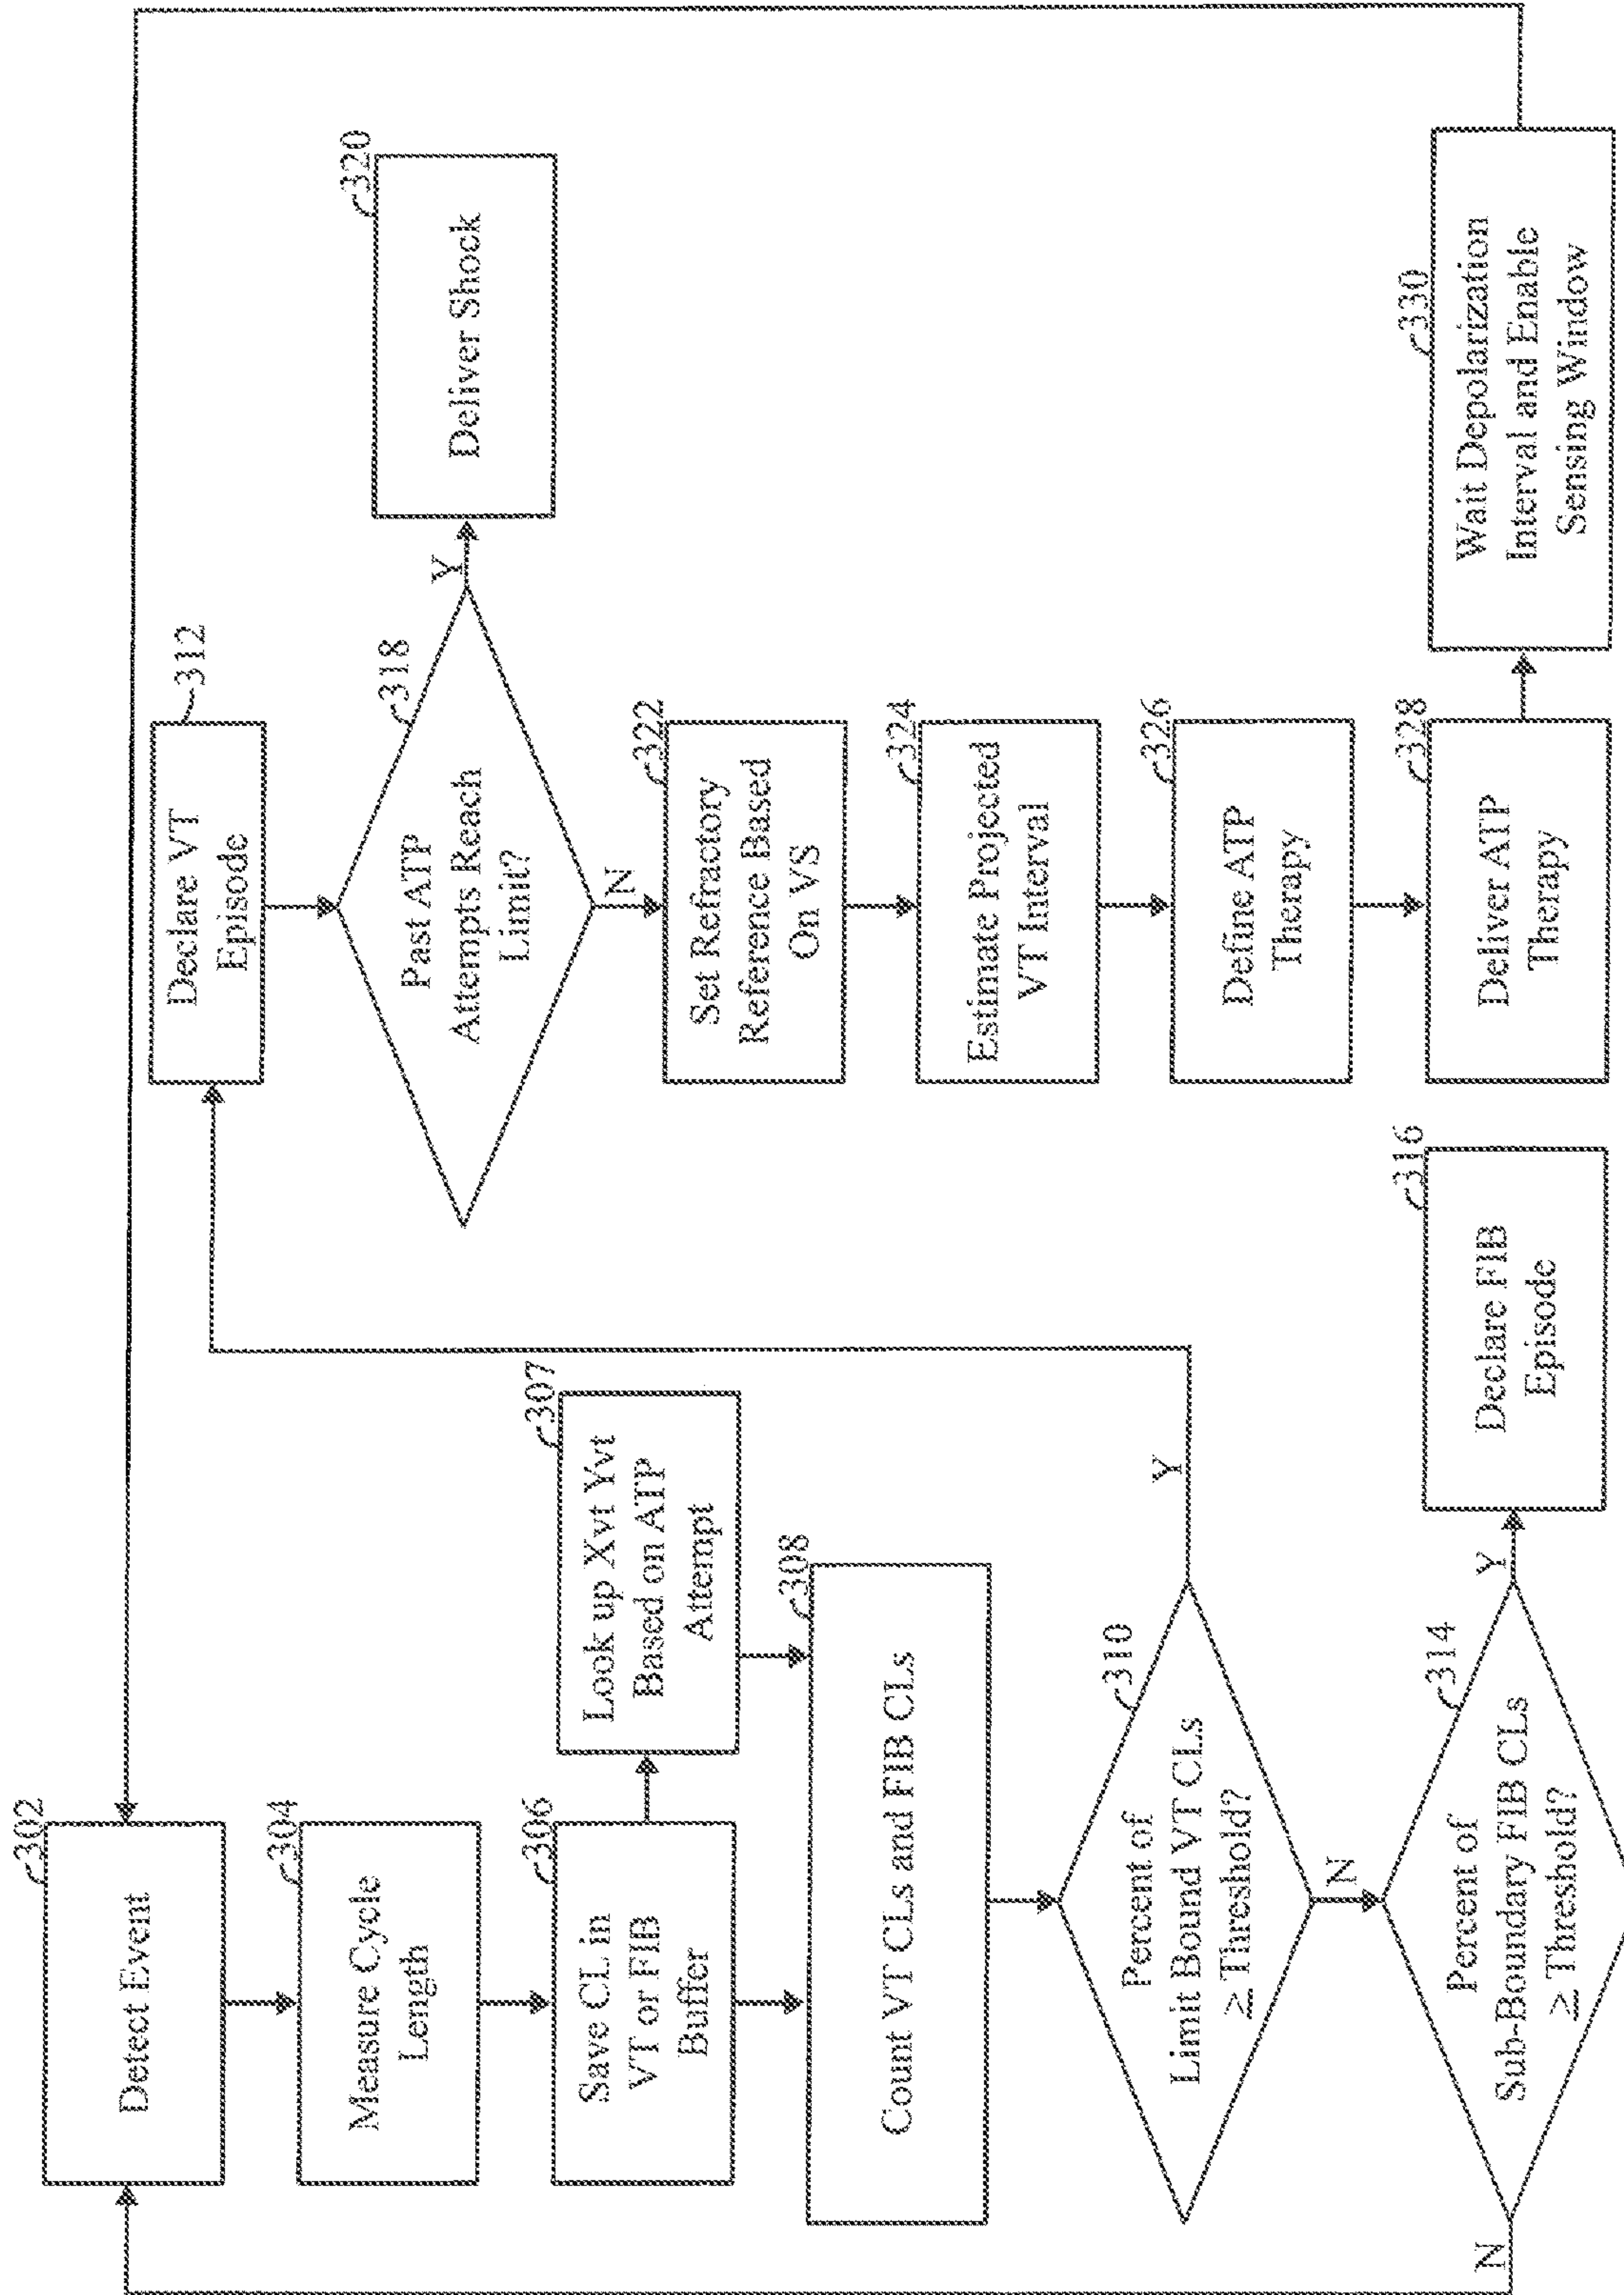 302
Detect Event
304
Measure Cycle
Length
306
Save CL in
VT or FIB
Buffer
307
Look up Xvt Yvt
Based on ATP
Attempt
308
Count VT CLs and FIB CLs
310
Percent of
Limit Bound VT CLs
≥ Threshold?
Y
N
314
Percent of
Sub-Boundary FIB CLs
≥ Threshold?
Y
N
316
Declare FIB
Episode
312
Declare VT
Episode
318
Past ATP
Attempts Reach
Limit?
Y
N
320
Deliver Shock
322
Set Refractory
Reference Based
On VS
324
Estimate Projected
VT Interval
326
Define ATP
Therapy
328
Deliver ATP
Therapy
330
Wait Depolarization
Interval and Enable
Sensing Window